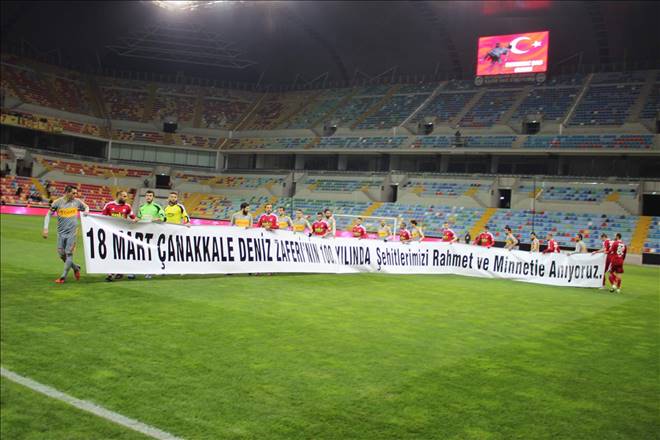 18 MART ÇANAKKALE DENİZ ZAFERİ'NİN 100. YILINDA Şehitlerimizi Rahmet ve Minnetle Anıyoruz.